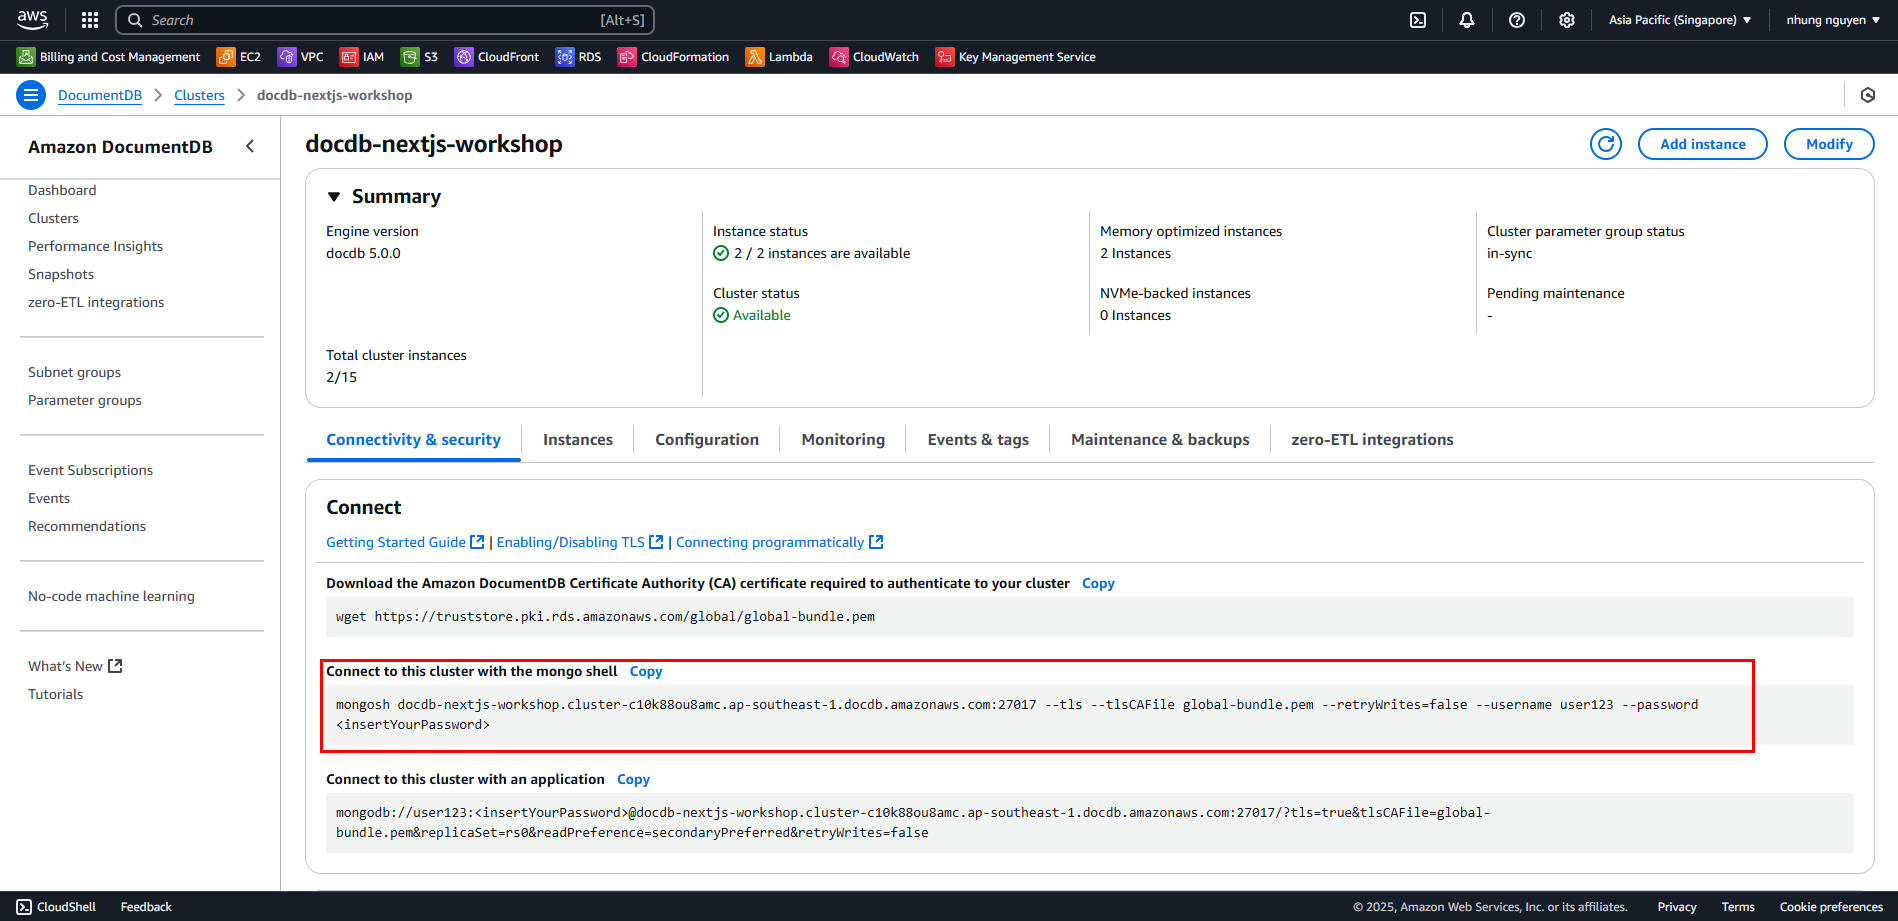 aws
Search
[Alt+S]
Asia Pacific (Singapore)
nhung nguyen
Billing and Cost Management
EC2
VPC
IAM
S3
CloudFront
RDS
CloudFormation
Lambda
CloudWatch
Key Management Service
DocumentDB
Clusters
docdb-nextjs-workshop
Amazon DocumentDB
Dashboard
Clusters
Performance Insights
Snapshots
zero-ETL integrations
Subnet groups
Parameter groups
Event Subscriptions
Events
Recommendations
No-code machine learning
What's New
Tutorials
docdb-nextjs-workshop
Add instance
Modify
Summary
Engine version
docdb 5.0.0
Total cluster instances
2/15
Instance status
2 / 2 instances are available
Cluster status
Available
Memory optimized instances
2 Instances
NVMe-backed instances
0 Instances
Cluster parameter group status
in-sync
Pending maintenance
-
Connectivity & security
Instances
Configuration
Monitoring
Events & tags
Maintenance & backups
zero-ETL integrations
Connect
Getting Started Guide | Enabling/Disabling TLS | Connecting programmatically
Download the Amazon DocumentDB Certificate Authority (CA) certificate required to authenticate to your cluster Copy
wget https://truststore.pki.rds.amazonaws.com/global/global-bundle.pem
Connect to this cluster with the mongo shell Copy
mongosh docdb-nextjs-workshop.cluster-c10k88ou8amc.ap-southeast-1.docdb.amazonaws.com:27017 --tls --tlsCAFile global-bundle.pem --retryWrites=false --username user123 --password
<insertYourPassword>
Connect to this cluster with an application Copy
mongodb://user123:<insertYourPassword>@docdb-nextjs-workshop.cluster-c10k88ou8amc.ap-southeast-1.docdb.amazonaws.com:27017/?tls=true&tlsCAFile=global-
bundle.pem&replicaSet=rs0&readPreference=secondaryPreferred&retryWrites=false
CloudShell
Feedback
© 2025, Amazon Web Services, Inc. or its affiliates.
Privacy
Terms
Cookie preferences